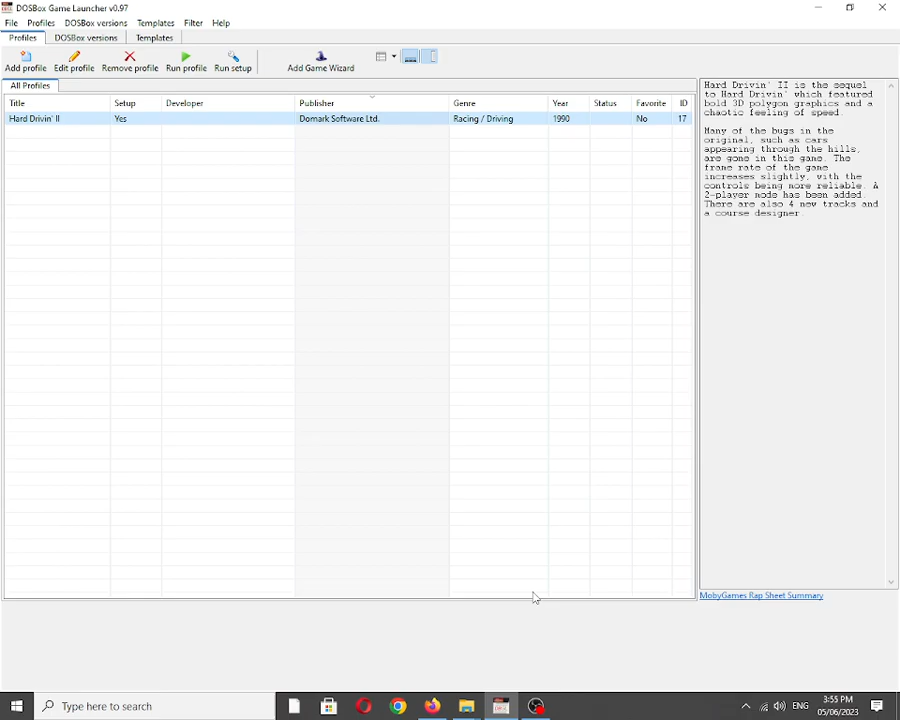 DOSBox Game Launcher v0.97
File Profiles DOSBox versions Templates Filter Help
Profiles DOSBox versions Templates
Add profile Edit profile Remove profile Run profile Run setup Add Game Wizard
All Profiles
Title Setup Developer Publisher Genre Year Status Favorite ID
Hard Drivin' II Yes Domark Software Ltd. Racing / Driving 1990 No 17
Hard Drivin' II is the sequel
to Hard Drivin' which featured
bold 3D polygon graphics and a
chaotic feeling of speed.
Many of the bugs in the
original, such as cars
appearing through the hills,
are gone in this game. The
frame rate of the game
increases slightly, with the
controls being more reliable. A
2-player mode has been added.
There are also 4 new tracks and
a course designer.
MobyGames Rap Sheet Summary
Type here to search
ENG
3:55 PM
05/06/2023